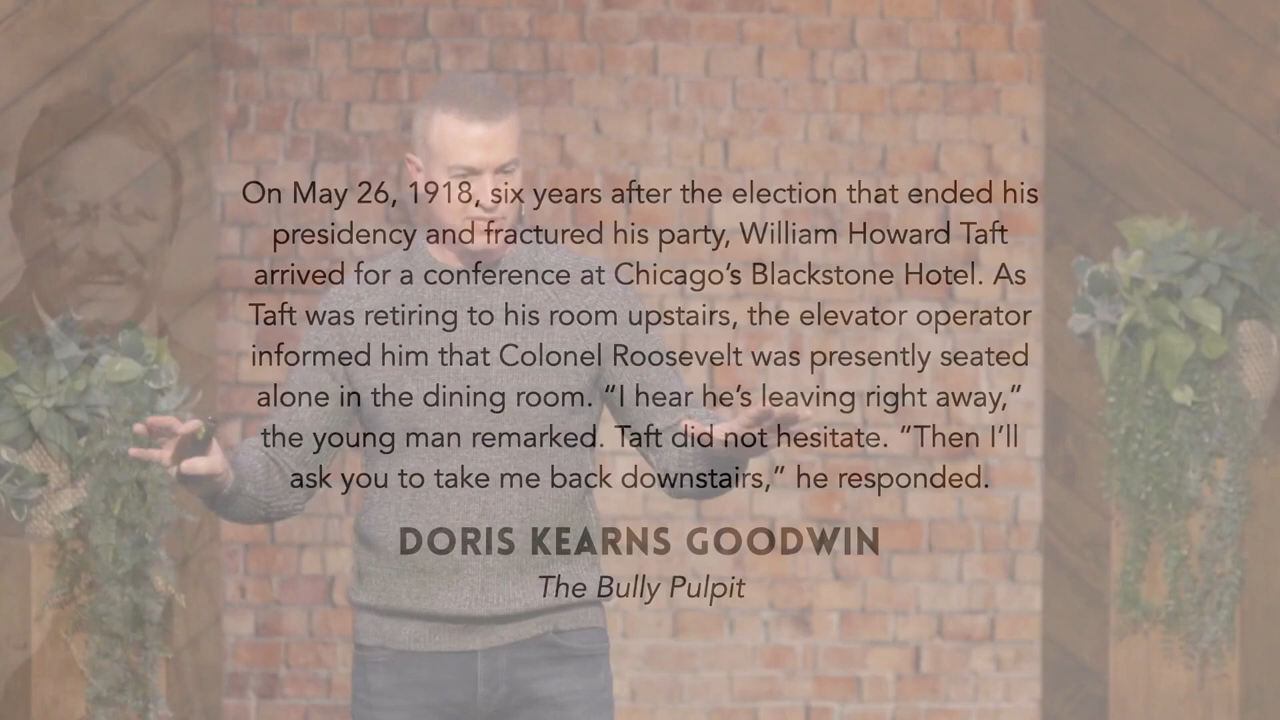 On May 26, 1918, six years after the election that ended his
presidency and fractured his party, William Howard Taft
arrived for a conference at Chicago’s Blackstone Hotel. As
Taft was retiring to his room upstairs, the elevator operator
informed him that Colonel Roosevelt was presently seated
alone in the dining room. “I hear he’s leaving right away,”
the young man remarked. Taft did not hesitate. “Then I’ll
ask you to take me back downstairs,” he responded.
DORIS KEARNS GOODWIN
The Bully Pulpit